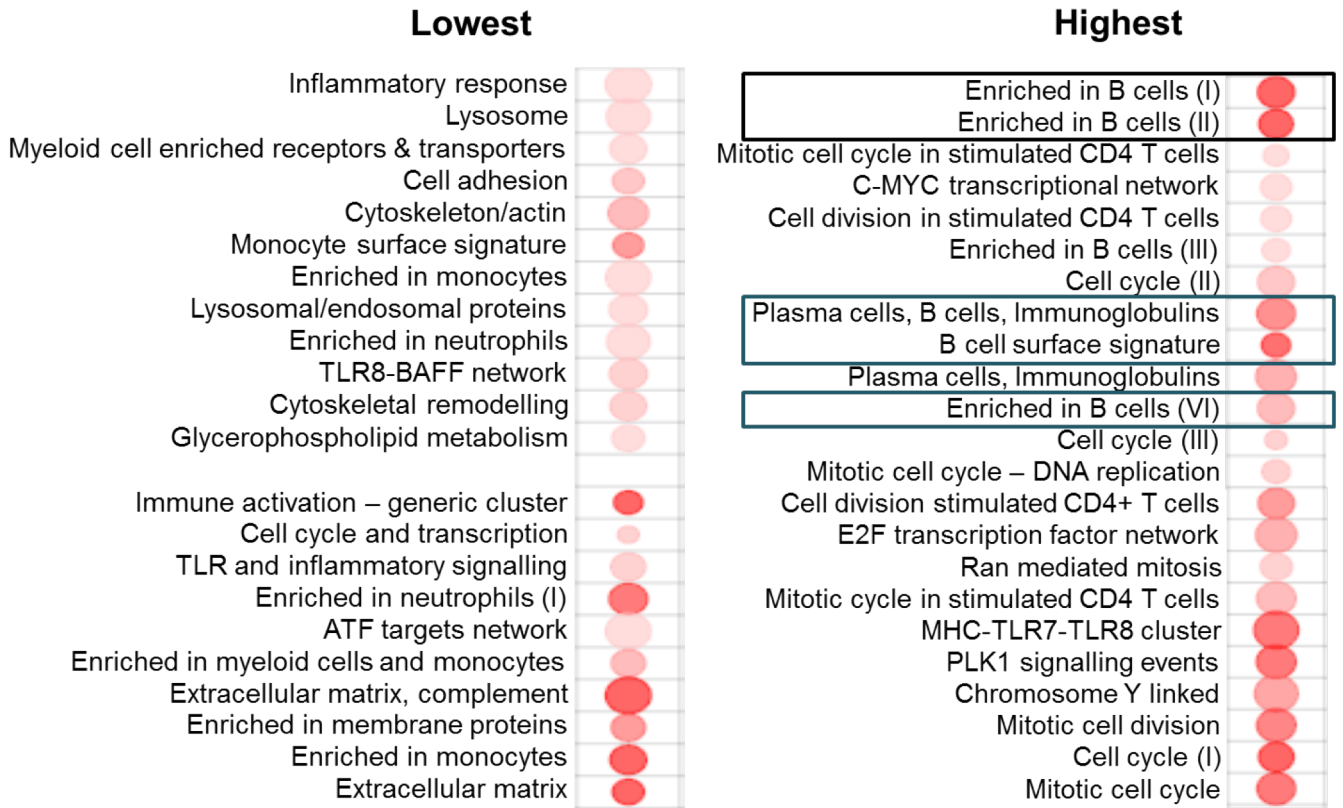 Lowest
Inflammatory response
Lysosome
Myeloid cell enriched receptors & transporters
Cell adhesion
Cytoskeleton/actin
Monocyte surface signature
Enriched in monocytes
Lysosomal/endosomal proteins
Enriched in neutrophils
TLR8-BAFF network
Cytoskeletal remodelling
Glycerophospholipid metabolism
Immune activation – generic cluster
Cell cycle and transcription
TLR and inflammatory signalling
Enriched in neutrophils (I)
ATF targets network
Enriched in myeloid cells and monocytes
Extracellular matrix, complement
Enriched in membrane proteins
Enriched in monocytes
Extracellular matrix
Highest
Enriched in B cells (I)
Enriched in B cells (II)
Mitotic cell cycle in stimulated CD4 T cells
C-MYC transcriptional network
Cell division in stimulated CD4 T cells
Enriched in B cells (III)
Cell cycle (II)
Plasma cells, B cells, Immunoglobulins
B cell surface signature
Plasma cells, Immunoglobulins
Enriched in B cells (VI)
Cell cycle (III)
Mitotic cell cycle – DNA replication
Cell division stimulated CD4+ T cells
E2F transcription factor network
Ran mediated mitosis
Mitotic cycle in stimulated CD4 T cells
MHC-TLR7-TLR8 cluster
PLK1 signalling events
Chromosome Y linked
Mitotic cell division
Cell cycle (I)
Mitotic cell cycle